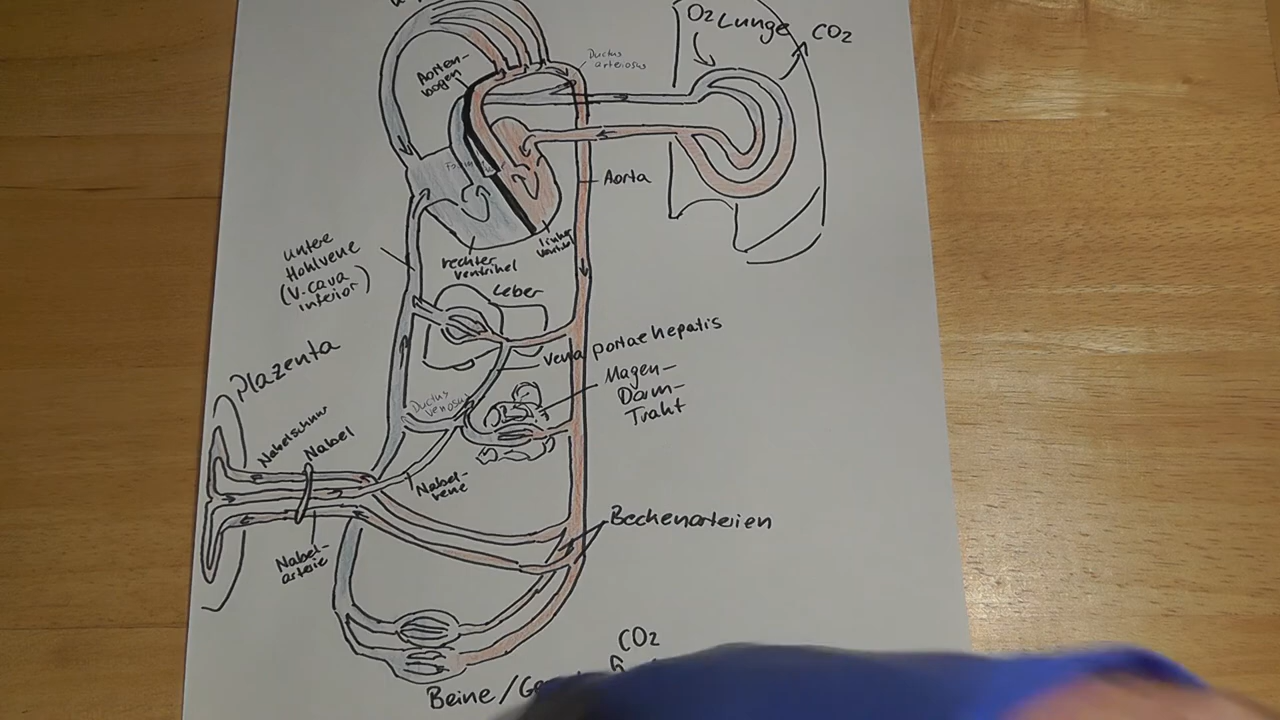 O2 Lunge
CO2
Ductus
arteriosus
Aorten-
bogen
Aorta
linker
ventrikel
rechter
ventrikel
Untere
Hohlvene
(V. cava
inferior)
Leber
Vena portae hepatis
Magen-
Darm-
Trakt
Plazenta
Ductus
venosus
Nabelschnur
Nabel
Nabel-
vene
Beckenarterien
Nabel-
arterie
CO2
Beine /